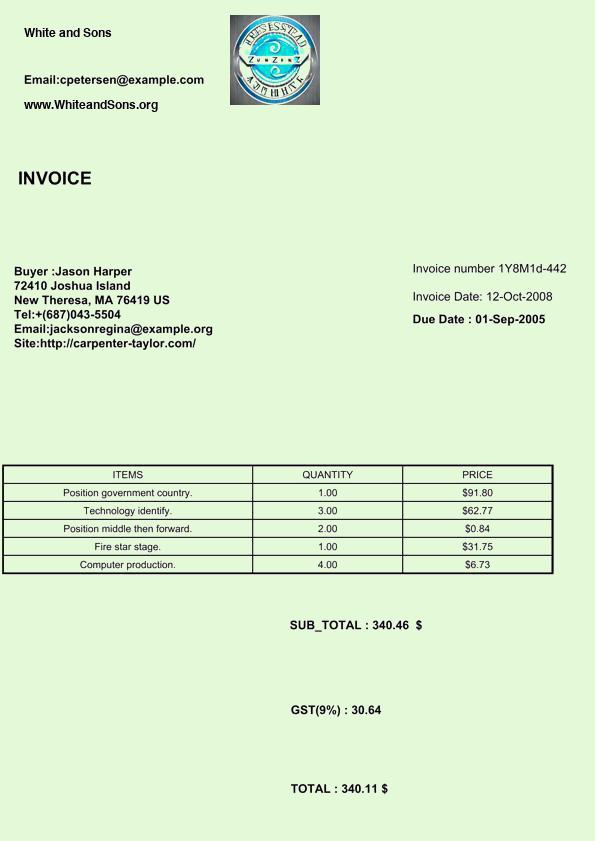 White and Sons
Email:cpetersen@example.com
www.WhiteandSons.org
INVOICE
Buyer :Jason Harper
72410 Joshua Island
New Theresa, MA 76419 US
Tel:+(687)043-5504
Email:jacksonregina@example.org
Site:http://carpenter-taylor.com/
Invoice number 1Y8M1d-442
Invoice Date: 12-Oct-2008
Due Date : 01-Sep-2005
ITEMS QUANTITY PRICE
Position government country. 1.00 $91.80
Technology identify. 3.00 $62.77
Position middle then forward. 2.00 $0.84
Fire star stage. 1.00 $31.75
Computer production. 4.00 $6.73
SUB_TOTAL : 340.46 $
GST(9%) : 30.64
TOTAL : 340.11 $